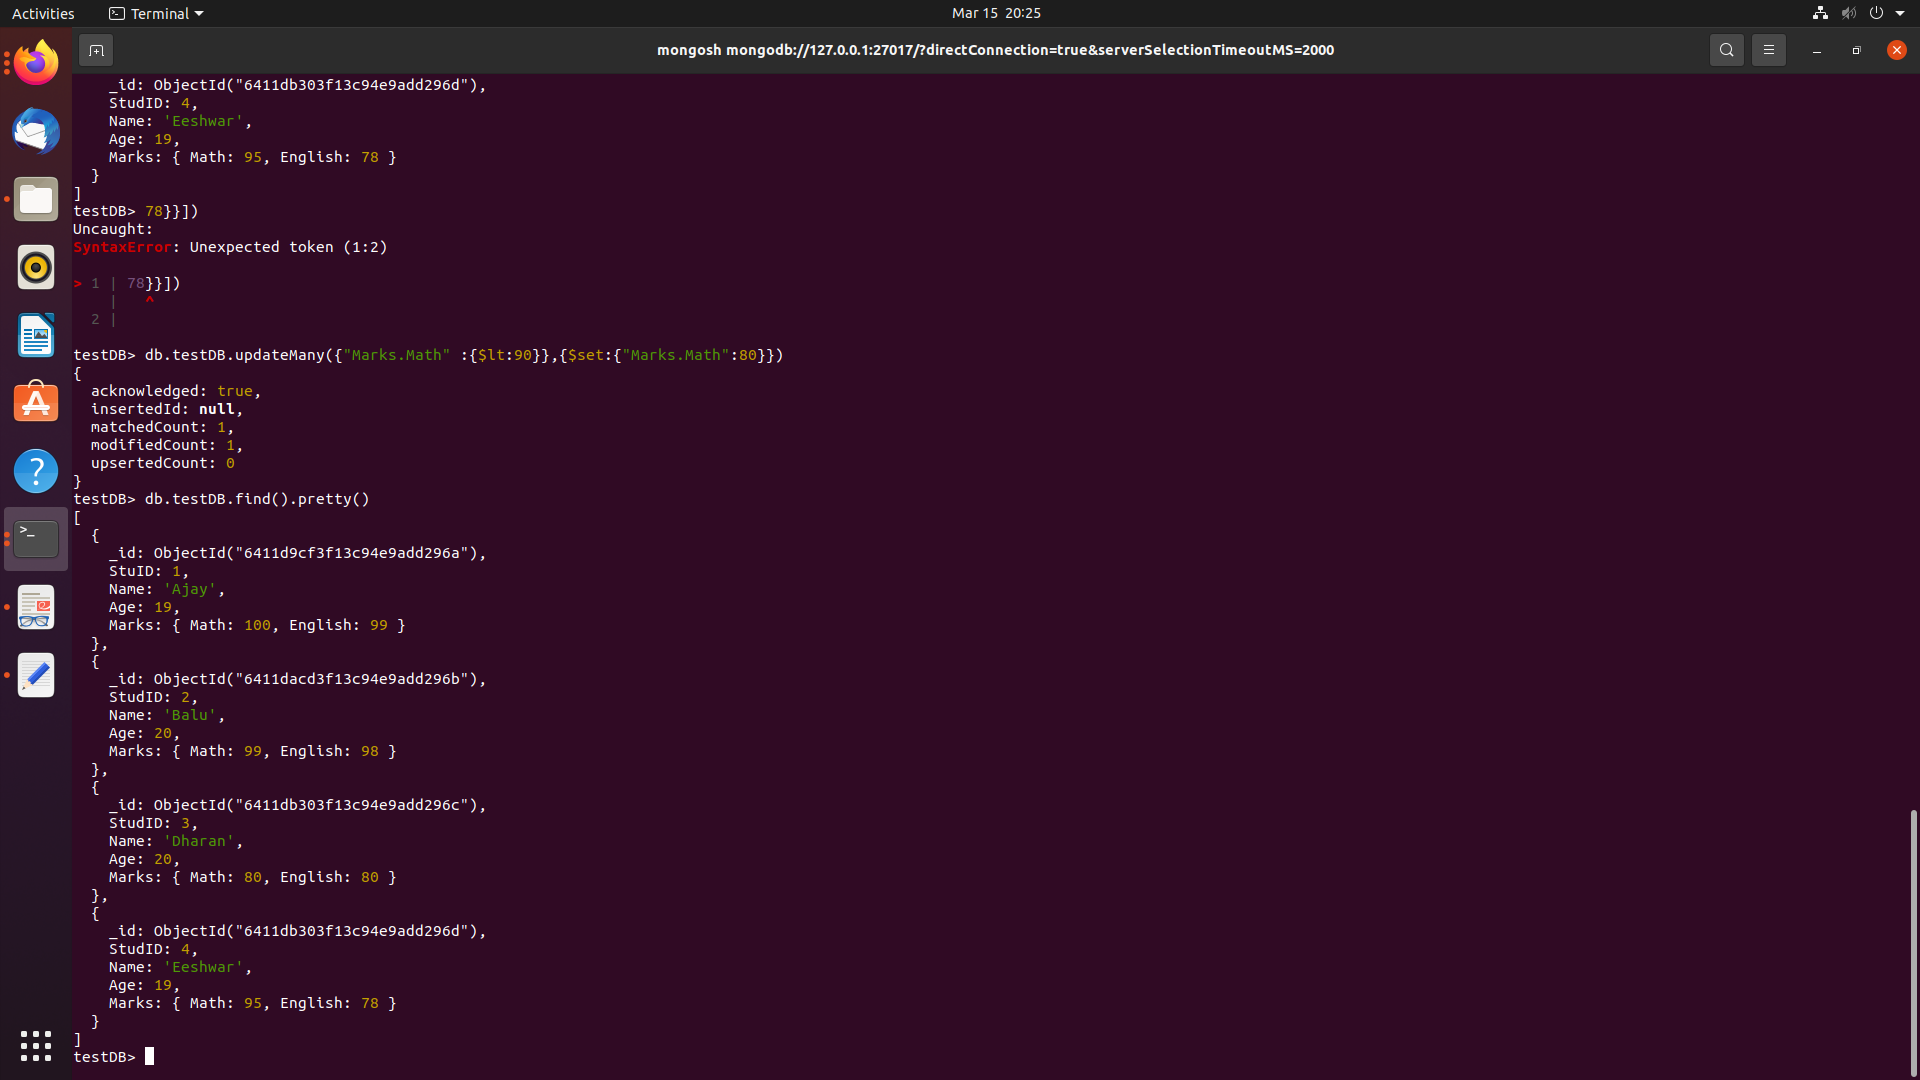 Activities
Terminal
Mar 15 20:25
mongosh mongodb://127.0.0.1:27017/?directConnection=true&serverSelectionTimeoutMS=2000
    _id: ObjectId("6411db303f13c94e9add296d"),
    StudID: 4,
    Name: 'Eeshwar',
    Age: 19,
    Marks: { Math: 95, English: 78 }
  }
]
testDB> 78}}])
Uncaught:
SyntaxError: Unexpected token (1:2)
> 1 | 78}}])
    |   ^
  2 |
testDB> db.testDB.updateMany({"Marks.Math" :{$lt:90}},{$set:{"Marks.Math":80}})
{
  acknowledged: true,
  insertedId: null,
  matchedCount: 1,
  modifiedCount: 1,
  upsertedCount: 0
}
testDB> db.testDB.find().pretty()
[
  {
    _id: ObjectId("6411d9cf3f13c94e9add296a"),
    StuID: 1,
    Name: 'Ajay',
    Age: 19,
    Marks: { Math: 100, English: 99 }
  },
  {
    _id: ObjectId("6411dacd3f13c94e9add296b"),
    StudID: 2,
    Name: 'Balu',
    Age: 20,
    Marks: { Math: 99, English: 98 }
  },
  {
    _id: ObjectId("6411db303f13c94e9add296c"),
    StudID: 3,
    Name: 'Dharan',
    Age: 20,
    Marks: { Math: 80, English: 80 }
  },
  {
    _id: ObjectId("6411db303f13c94e9add296d"),
    StudID: 4,
    Name: 'Eeshwar',
    Age: 19,
    Marks: { Math: 95, English: 78 }
  }
]
testDB>